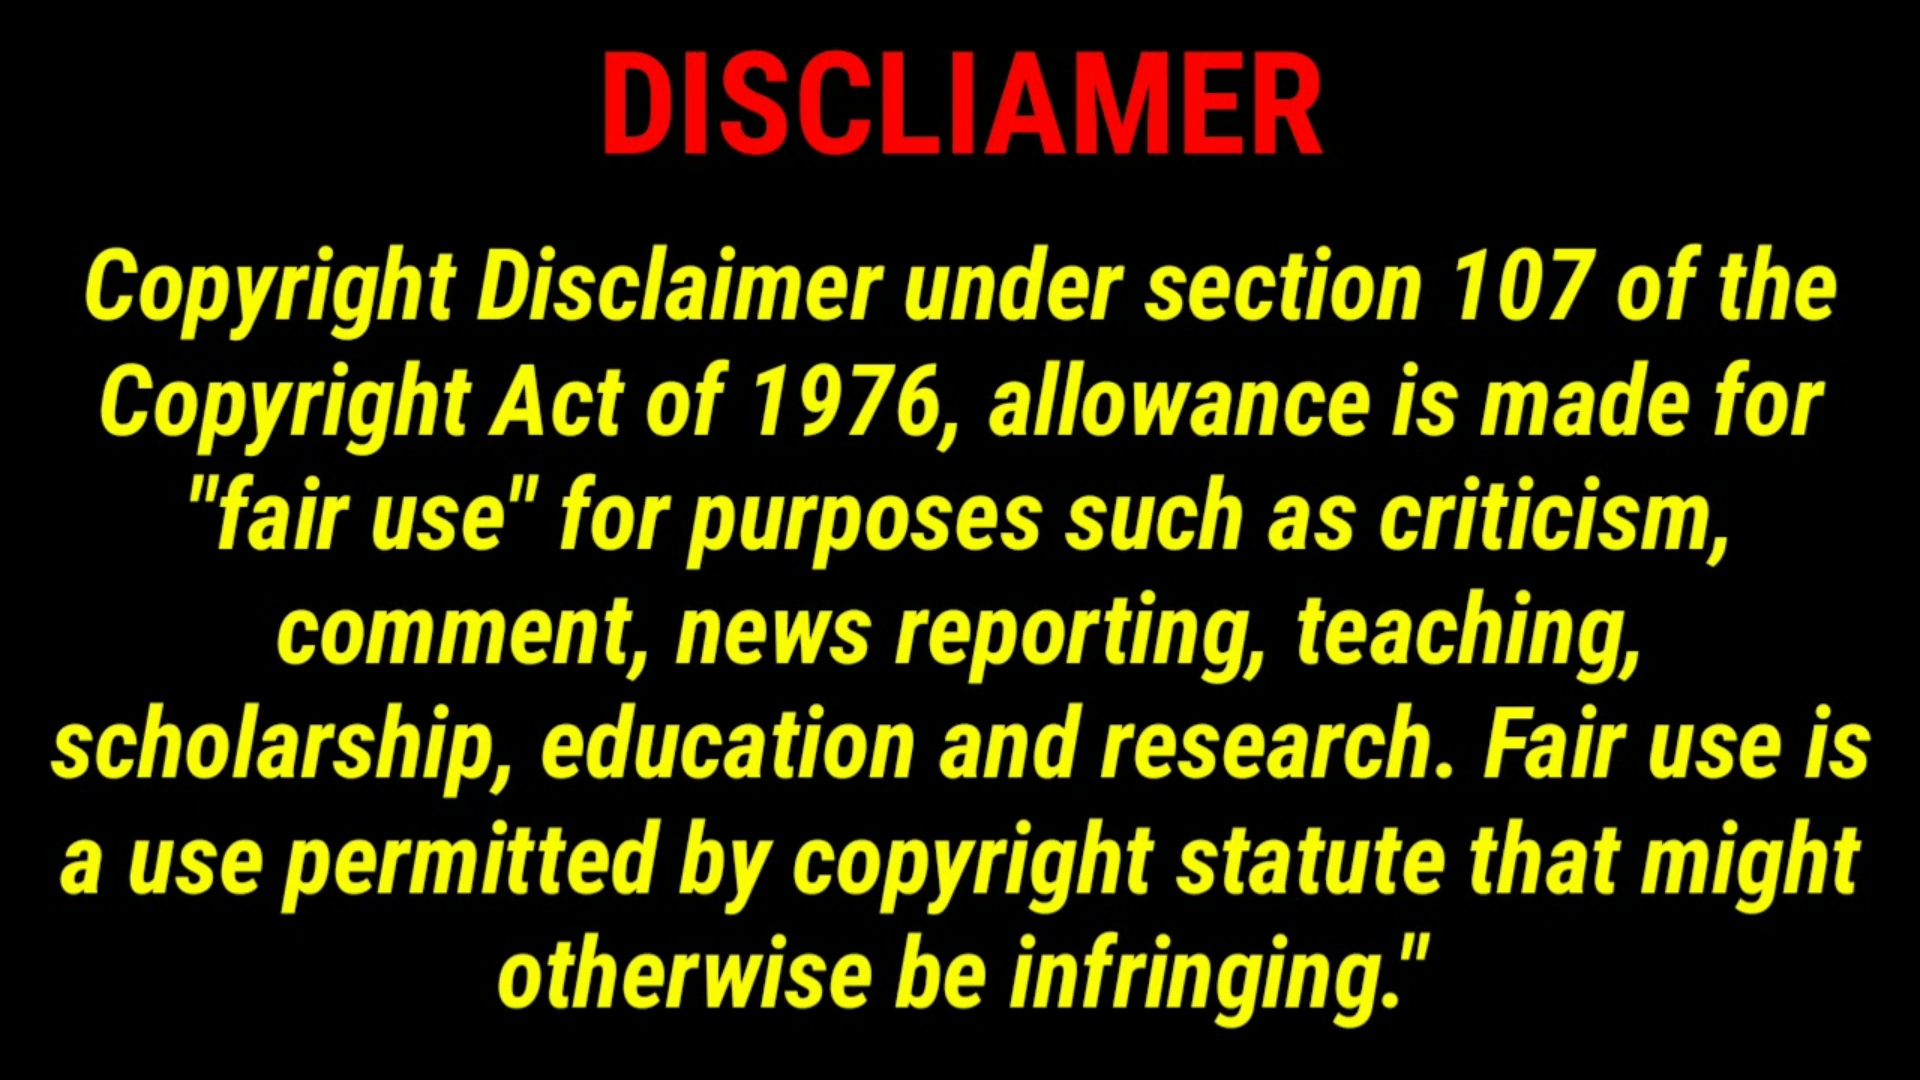 DISCLIAMER
Copyright Disclaimer under section 107 of the
Copyright Act of 1976, allowance is made for
"fair use" for purposes such as criticism,
comment, news reporting, teaching,
scholarship, education and research. Fair use is
a use permitted by copyright statute that might
otherwise be infringing."